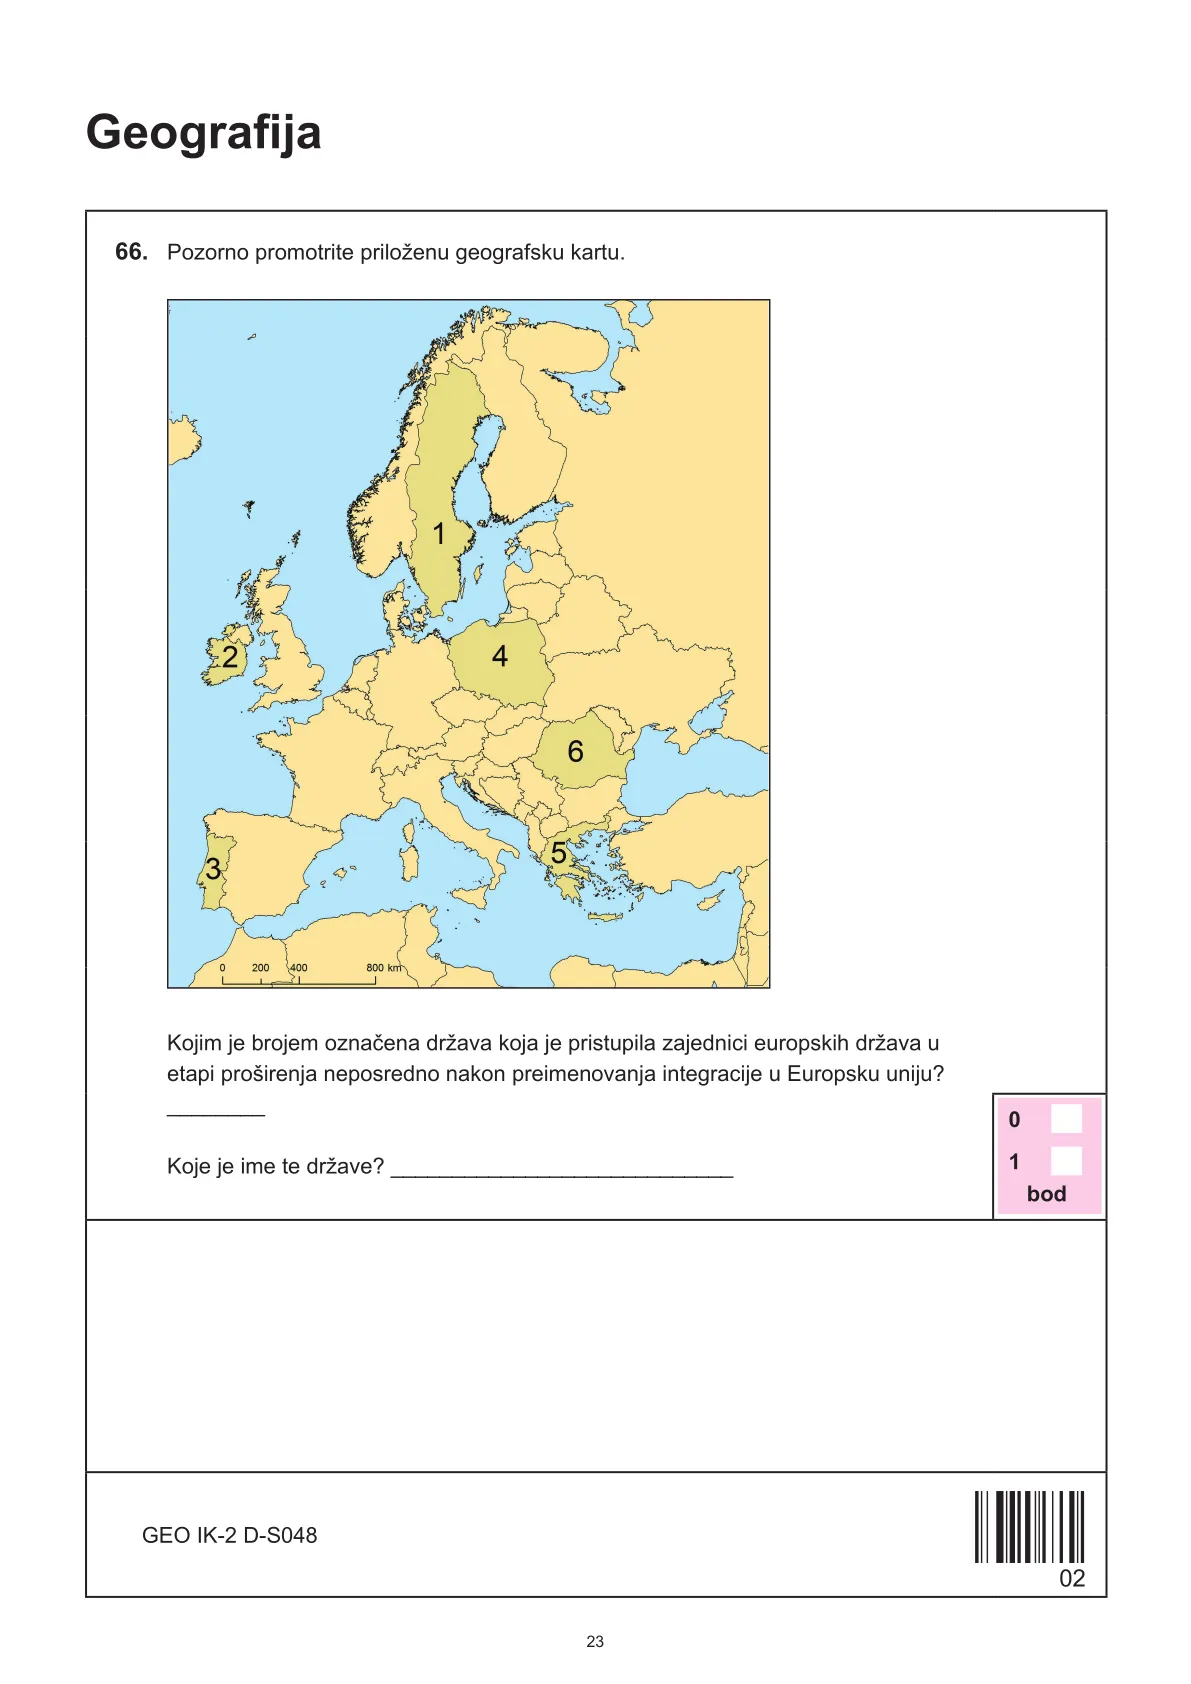 Geografija
66. Pozorno promotrite priloženu geografsku kartu.
1
2
4
6
5
3
0 200 400 800 km
Kojim je brojem označena država koja je pristupila zajednici europskih država u
etapi proširenja neposredno nakon preimenovanja integracije u Europsku uniju?
________
Koje je ime te države? ____________________________
0
1
bod
GEO IK-2 D-S048
02
23